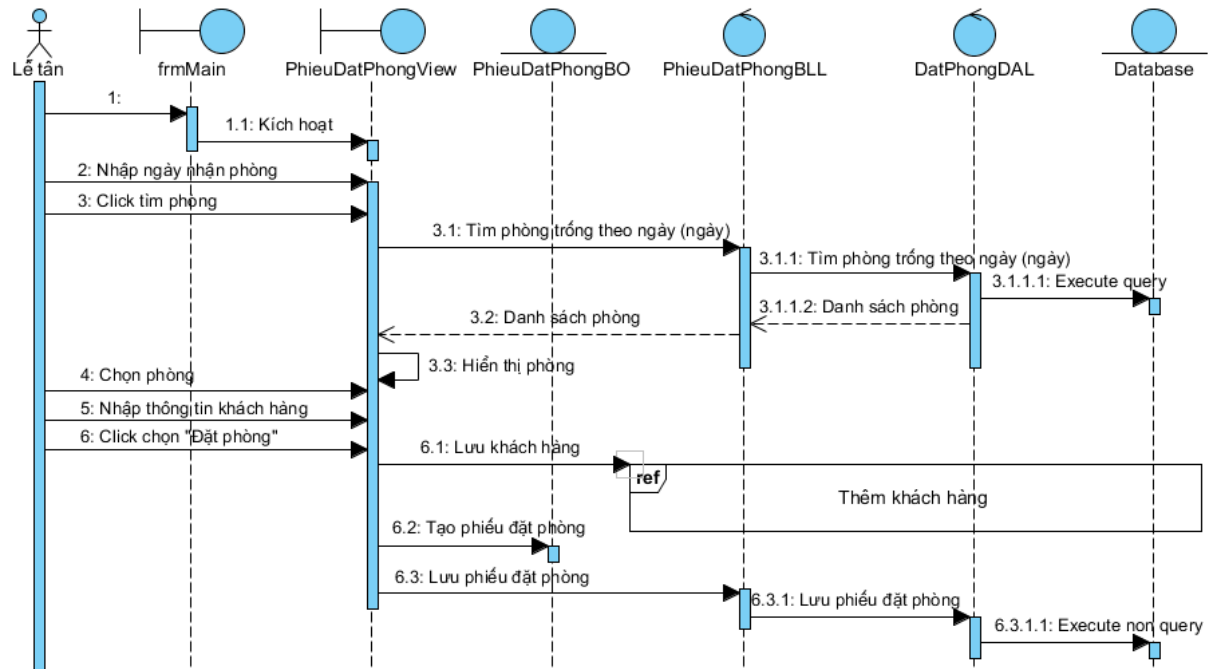 Lễ tân
frmMain
PhieuDatPhongView
PhieuDatPhongBO
PhieuDatPhongBLL
DatPhongDAL
Database
1:
1.1: Kích hoạt
2: Nhập ngày nhận phòng
3: Click tìm phòng
3.1: Tìm phòng trống theo ngày (ngày)
3.1.1: Tìm phòng trống theo ngày (ngày)
3.1.1.1: Execute query
3.1.1.2: Danh sách phòng
3.2: Danh sách phòng
3.3: Hiển thị phòng
4: Chọn phòng
5: Nhập thông tin khách hàng
6: Click chọn "Đặt phòng"
6.1: Lưu khách hàng
ref
Thêm khách hàng
6.2: Tạo phiếu đặt phòng
6.3: Lưu phiếu đặt phòng
6.3.1: Lưu phiếu đặt phòng
6.3.1.1: Execute non query